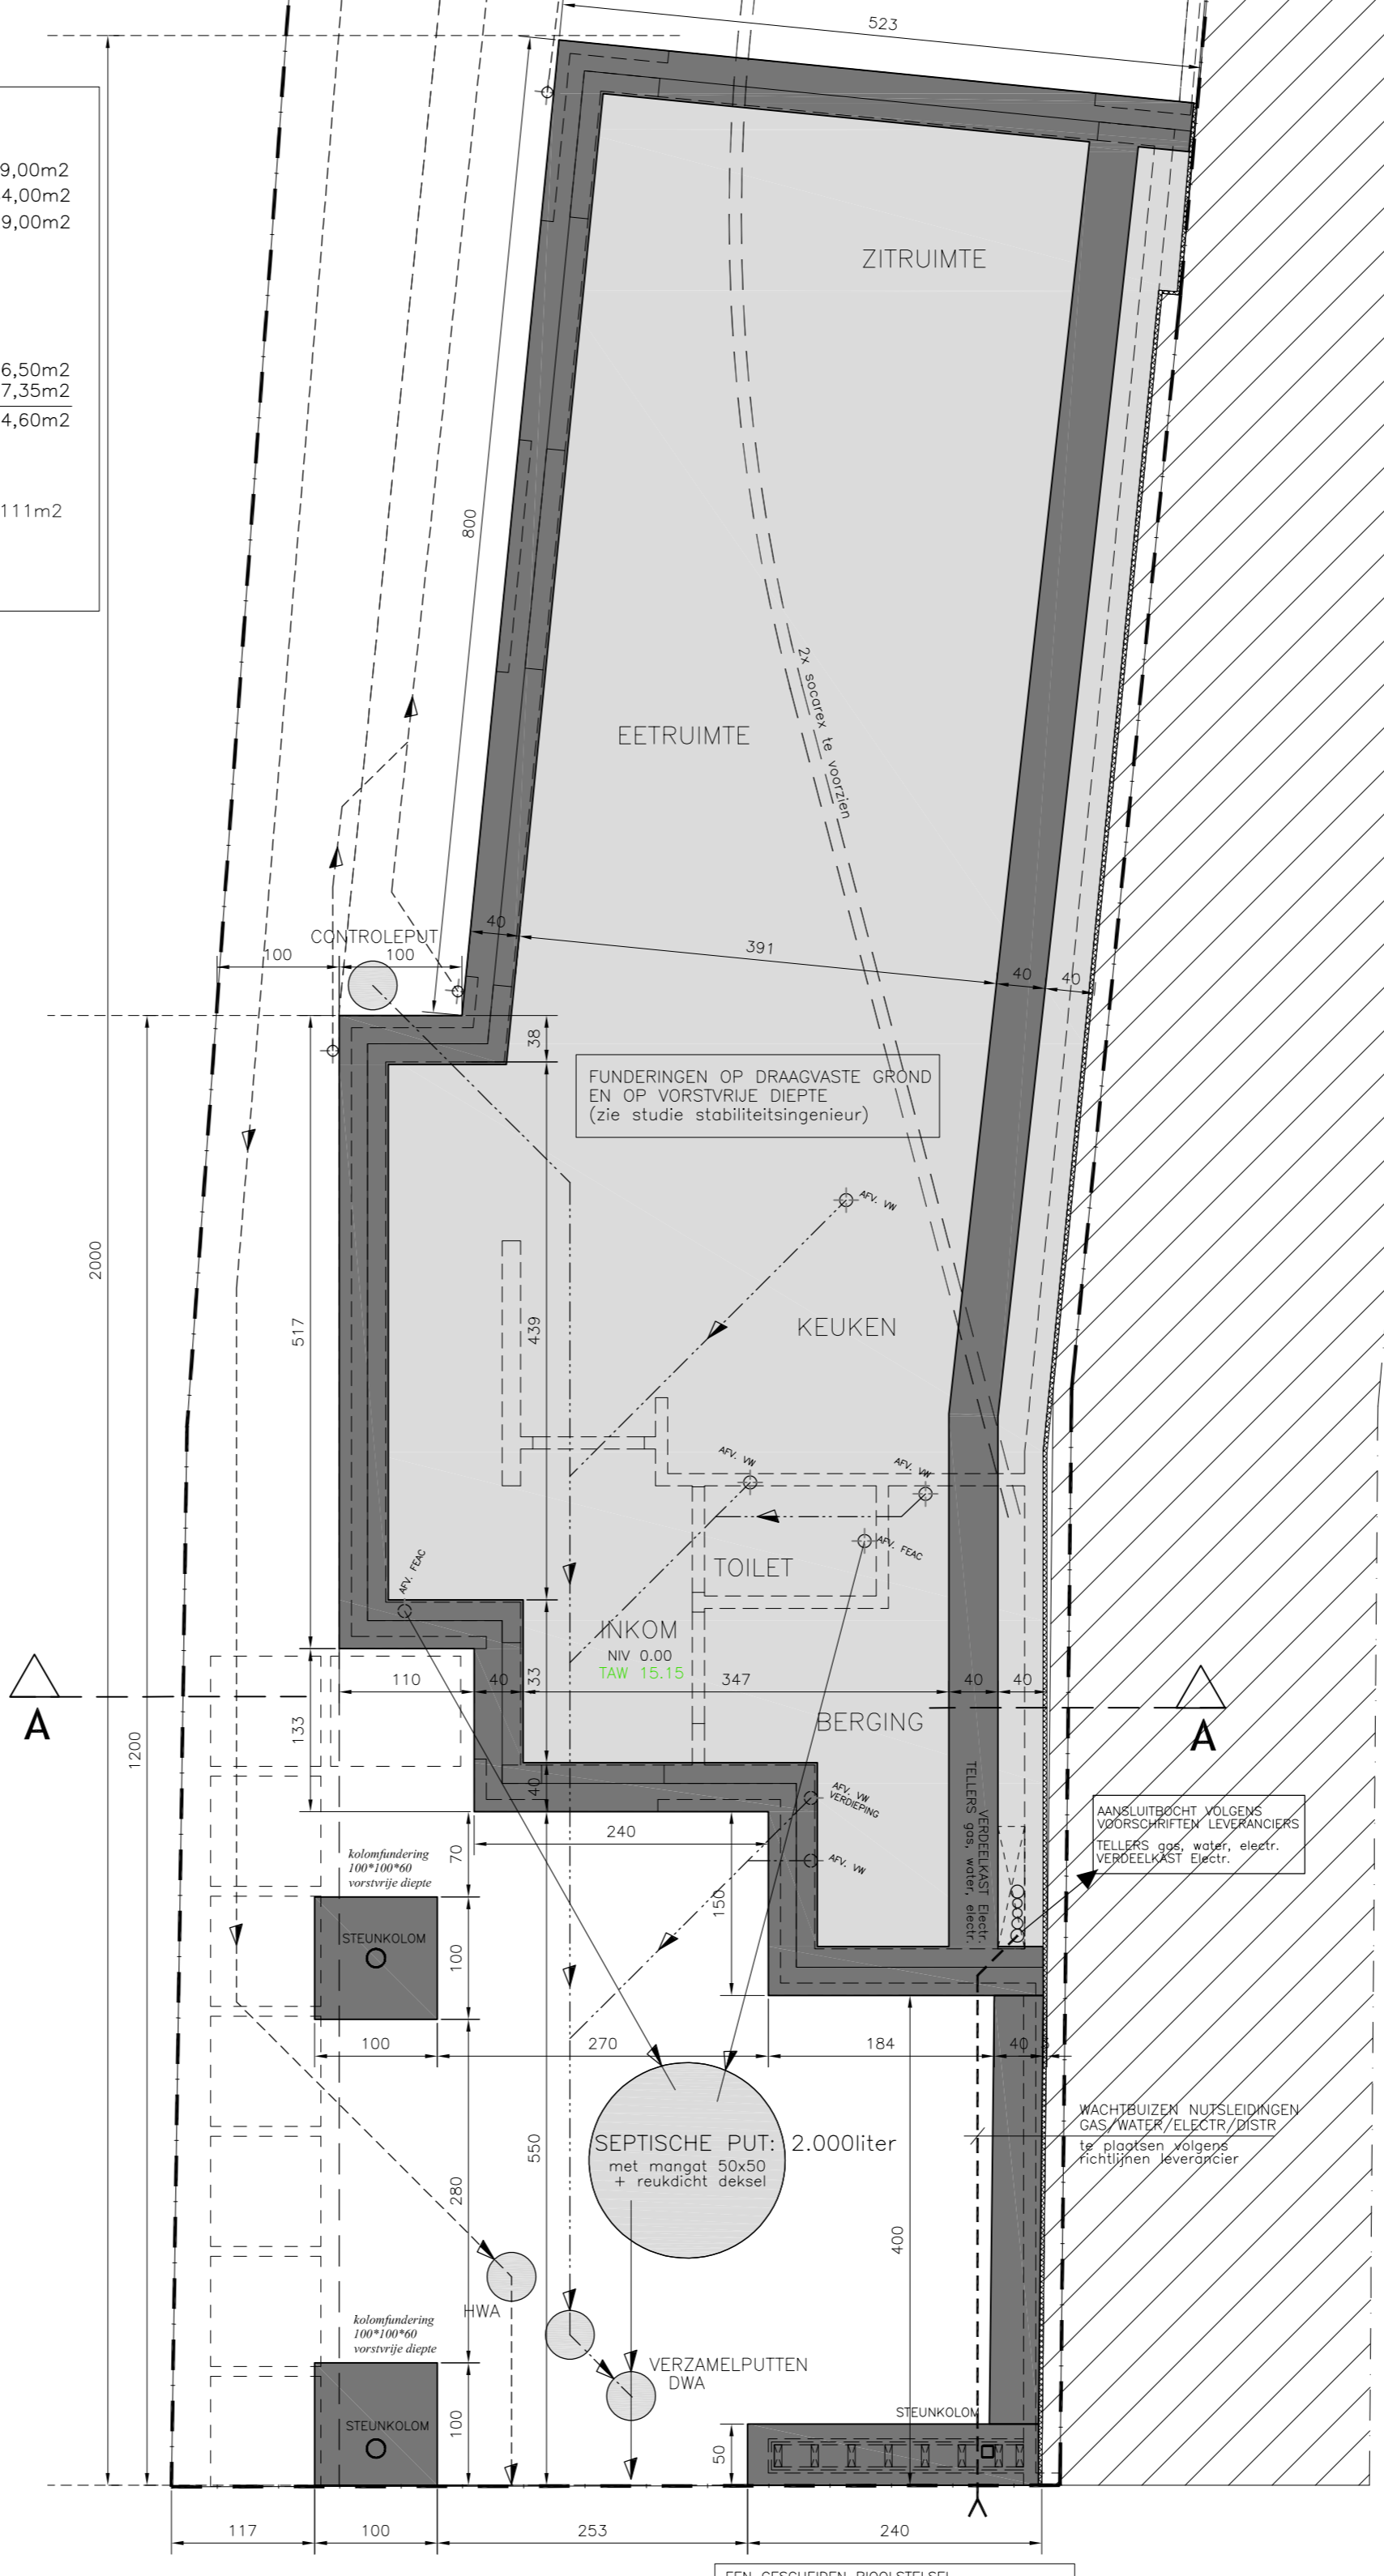 523
9,00m2
4,00m2
9,00m2
6,50m2
7,35m2
4,60m2
111m2
ZITRUIMTE
800
2x socarex te voorzien
EETRUIMTE
40
391
40
40
CONTROLEPUT
100
100
38
FUNDERINGEN OP DRAAGVASTE GROND
EN OP VORSTVRIJE DIEPTE
(zie studie stabiliteitsingenieur)
AFV. VW
2000
517
439
KEUKEN
1200
AFV. VW
AFV. VW
AFV. FEAC
AFV. FEAC
TOILET
INKOM
NIV 0.00
TAW 15.15
133
110
40
133
347
40
40
A
A
BERGING
40
AFV. VW
VERDIEPING
AFV. VW
VERDEELKAST Electr.
TELLERS gas, water, electr.
AANSLUITBOCHT VOLGENS
VOORSCHRIFTEN LEVERANCIERS
TELLERS gas, water, electr.
VERDEELKAST Electr.
240
70
150
kolomfundering
100*100*60
vorstvrije diepte
STEUNKOLOM
100
100
270
184
40
WACHTBUIZEN NUTSLEIDINGEN
GAS/WATER/ELECTR/DISTR
te plaatsen volgens
richtlijnen leverancier
SEPTISCHE PUT: 2.000liter
met mangat 50x50
+ reukdicht deksel
550
280
400
HWA
kolomfundering
100*100*60
vorstvrije diepte
VERZAMELPUTTEN
DWA
STEUNKOLOM
STEUNKOLOM
100
50
117
100
253
240
EEN GESCHEIDEN RIOOLSTELSEL